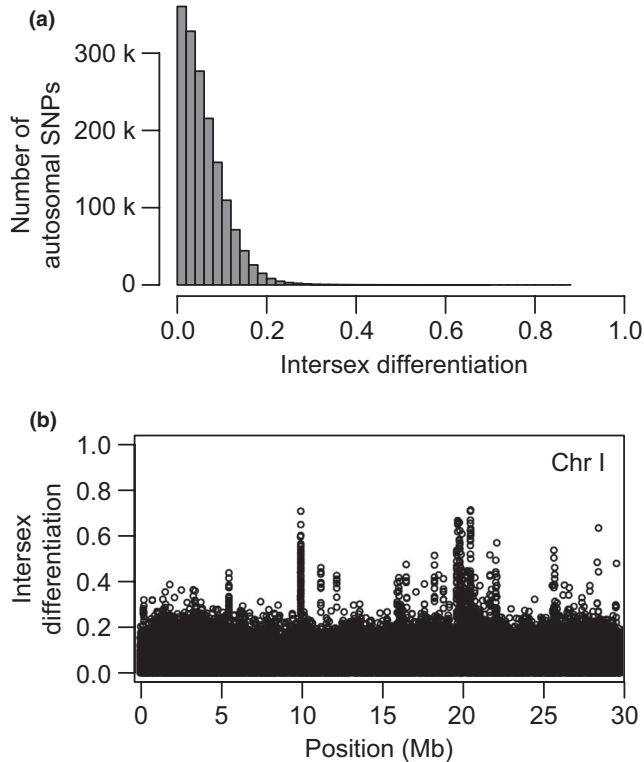 (a)
Number of
autosomal SNPs
300 k
200 k
100 k
0
0.0 0.2 0.4 0.6 0.8 1.0
Intersex differentiation
(b)
Intersex
differentiation
1.0
0.8
0.6
0.4
0.2
0.0
Chr I
0 5 10 15 20 25 30
Position (Mb)